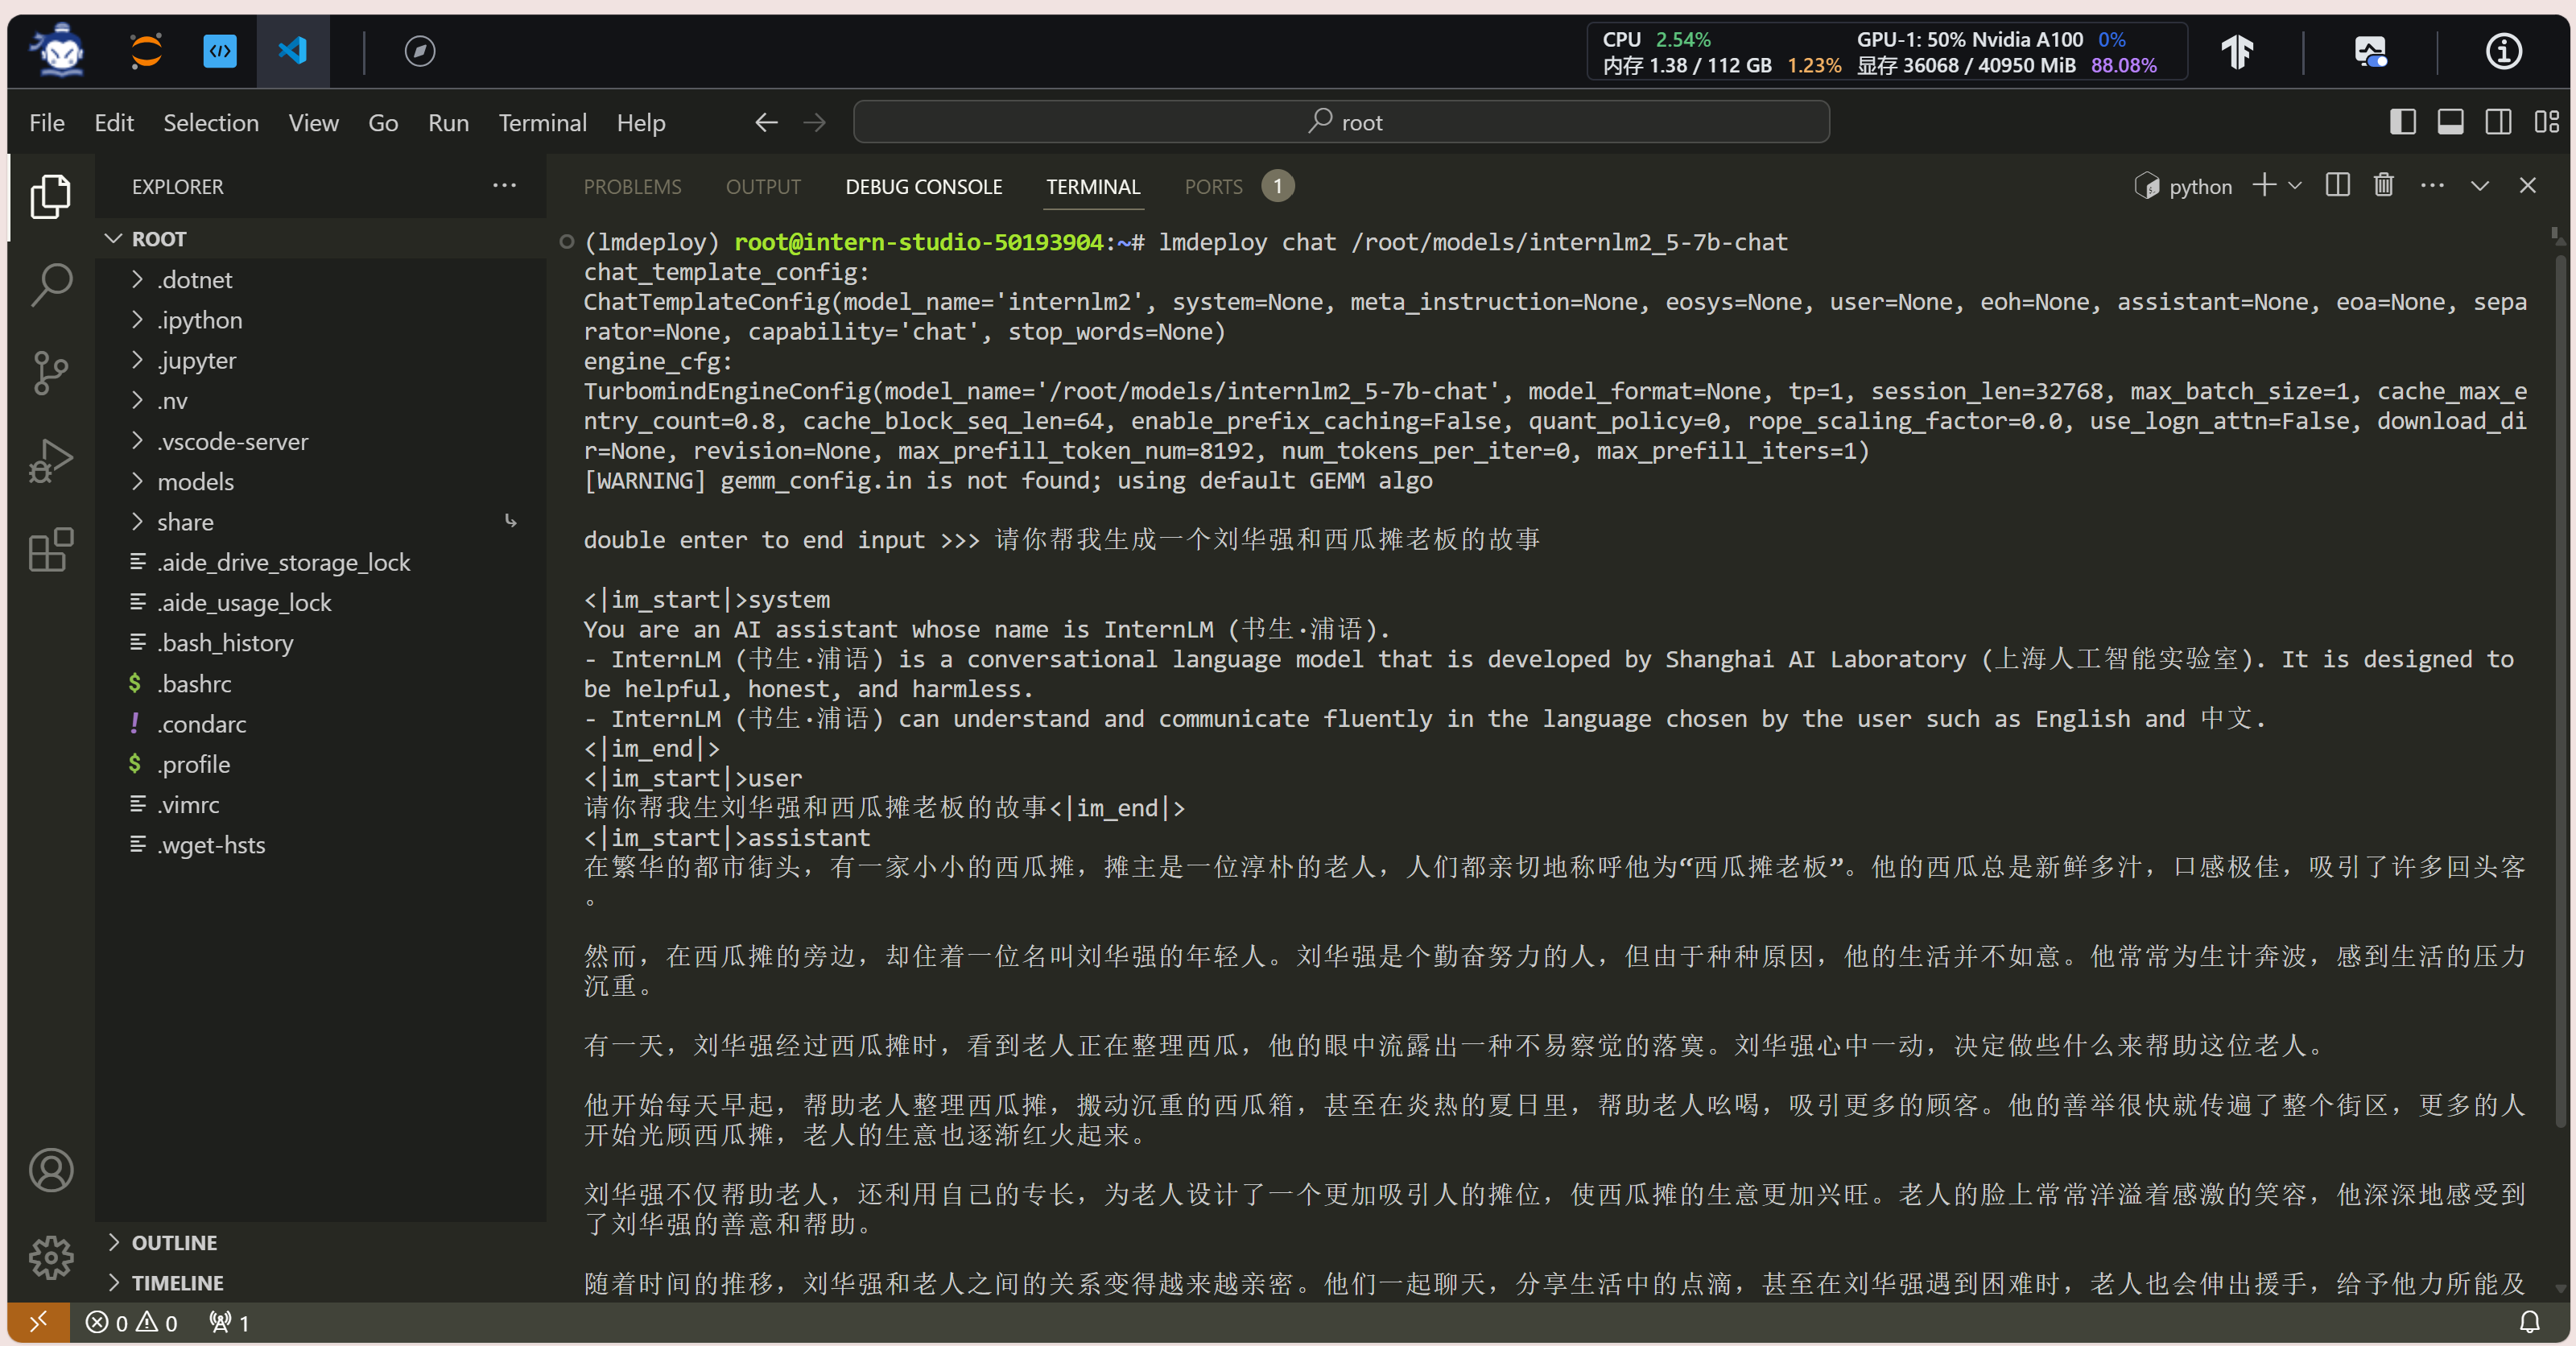 CPU 2.54% GPU-1: 50% Nvidia A100 0%
内存 1.38 / 112 GB 1.23% 显存 36068 / 40950 MiB 88.08%
File Edit Selection View Go Run Terminal Help root
EXPLORER
PROBLEMS OUTPUT DEBUG CONSOLE TERMINAL PORTS 1 python
ROOT
.dotnet
.ipython
.jupyter
.nv
.vscode-server
models
share
.aide_drive_storage_lock
.aide_usage_lock
.bash_history
.bashrc
.condarc
.profile
.vimrc
.wget-hsts
OUTLINE
TIMELINE
(lmdeploy) root@intern-studio-50193904:~# lmdeploy chat /root/models/internlm2_5-7b-chat
chat_template_config:
ChatTemplateConfig(model_name='internlm2', system=None, meta_instruction=None, eosys=None, user=None, eoh=None, assistant=None, eoa=None, sepa
rator=None, capability='chat', stop_words=None)
engine_cfg:
TurbomindEngineConfig(model_name='/root/models/internlm2_5-7b-chat', model_format=None, tp=1, session_len=32768, max_batch_size=1, cache_max_e
ntry_count=0.8, cache_block_seq_len=64, enable_prefix_caching=False, quant_policy=0, rope_scaling_factor=0.0, use_logn_attn=False, download_di
r=None, revision=None, max_prefill_token_num=8192, num_tokens_per_iter=0, max_prefill_iters=1)
[WARNING] gemm_config.in is not found; using default GEMM algo
double enter to end input >>> 请你帮我生成一个刘华强和西瓜摊老板的故事
<|im_start|>system
You are an AI assistant whose name is InternLM (书生·浦语).
- InternLM (书生·浦语) is a conversational language model that is developed by Shanghai AI Laboratory (上海人工智能实验室). It is designed to
be helpful, honest, and harmless.
- InternLM (书生·浦语) can understand and communicate fluently in the language chosen by the user such as English and 中文.
<|im_end|>
<|im_start|>user
请你帮我生刘华强和西瓜摊老板的故事<|im_end|>
<|im_start|>assistant
在繁华的都市街头，有一家小小的西瓜摊，摊主是一位淳朴的老人，人们都亲切地称呼他为“西瓜摊老板”。他的西瓜总是新鲜多汁，口感极佳，吸引了许多回头客
。
然而，在西瓜摊的旁边，却住着一位名叫刘华强的年轻人。刘华强是个勤奋努力的人，但由于种种原因，他的生活并不如意。他常常为生计奔波，感到生活的压力
沉重。
有一天，刘华强经过西瓜摊时，看到老人正在整理西瓜，他的眼中流露出一种不易察觉的落寞。刘华强心中一动，决定做些什么来帮助这位老人。
他开始每天早起，帮助老人整理西瓜摊，搬动沉重的西瓜箱，甚至在炎热的夏日里，帮助老人吆喝，吸引更多的顾客。他的善举很快就传遍了整个街区，更多的人
开始光顾西瓜摊，老人的生意也逐渐红火起来。
刘华强不仅帮助老人，还利用自己的专长，为老人设计了一个更加吸引人的摊位，使西瓜摊的生意更加兴旺。老人的脸上常常洋溢着感激的笑容，他深深地感受到
了刘华强的善意和帮助。
随着时间的推移，刘华强和老人之间的关系变得越来越亲密。他们一起聊天，分享生活中的点滴，甚至在刘华强遇到困难时，老人也会伸出援手，给予他力所能及
0 0 1